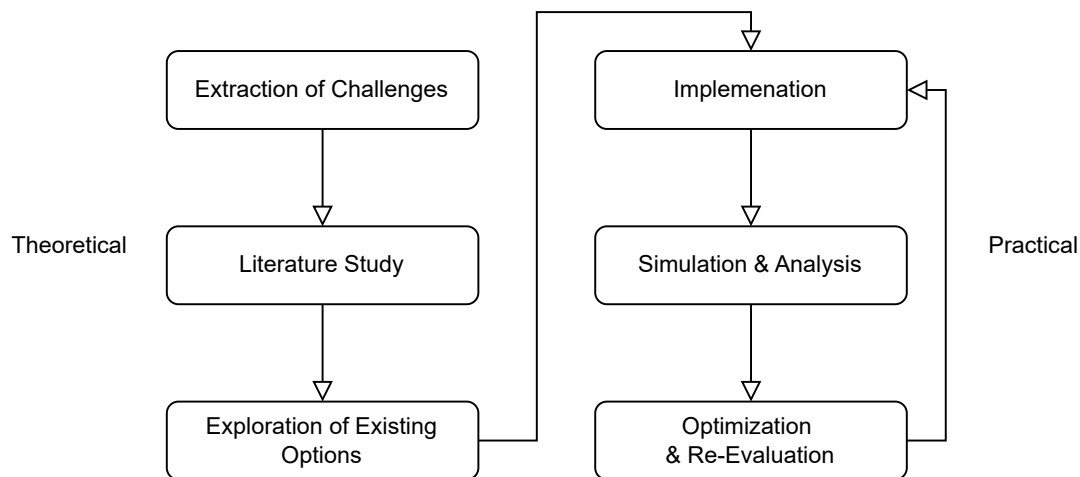 Extraction of Challenges
Implemenation
Theoretical
Literature Study
Simulation & Analysis
Practical
Exploration of Existing
Options
Optimization
& Re-Evaluation